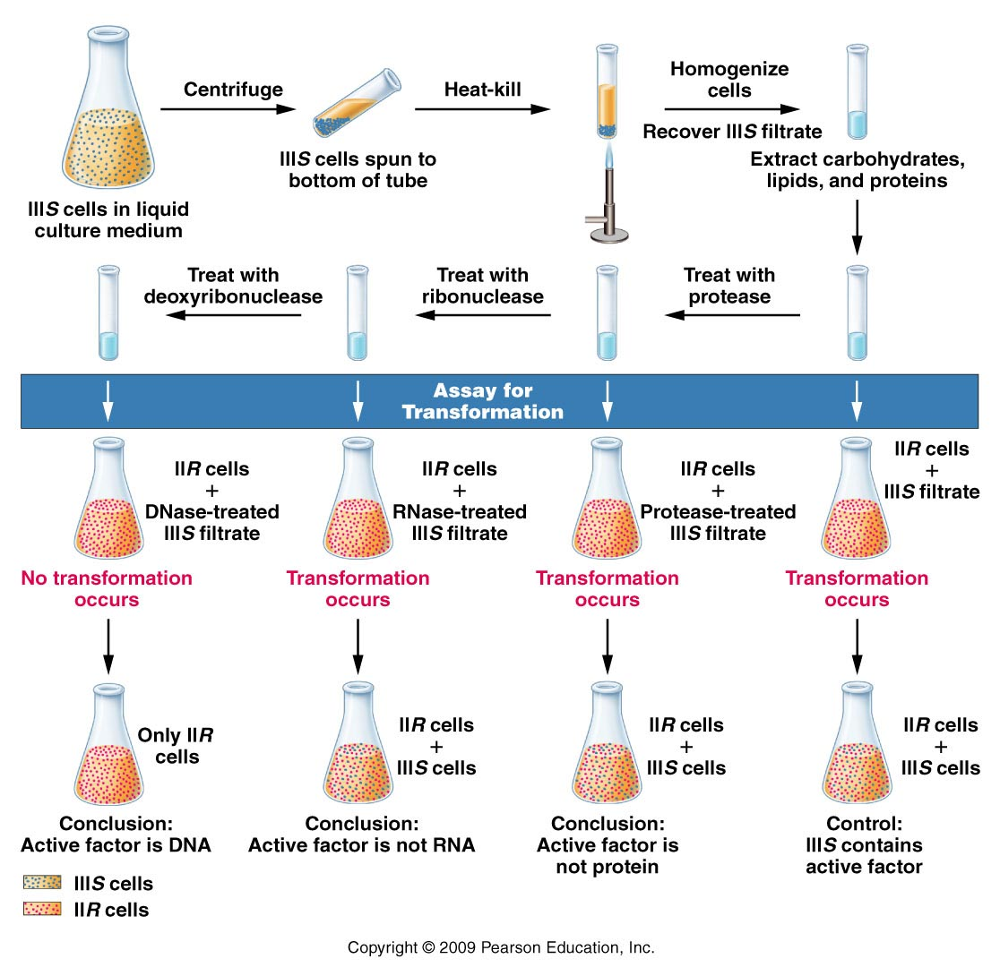 Centrifuge
Heat-kill
Homogenize
cells
Recover IIIS filtrate
IIIS cells in liquid
culture medium
IIIS cells spun to
bottom of tube
Extract carbohydrates,
lipids, and proteins
Treat with
deoxyribonuclease
Treat with
ribonuclease
Treat with
protease
Assay for
Transformation
IIR cells
+
DNase-treated
IIIS filtrate
IIR cells
+
RNase-treated
IIIS filtrate
IIR cells
+
Protease-treated
IIIS filtrate
IIR cells
+
IIIS filtrate
No transformation
occurs
Transformation
occurs
Transformation
occurs
Transformation
occurs
Only IIR
cells
IIR cells
+
IIIS cells
IIR cells
+
IIIS cells
IIR cells
+
IIIS cells
Conclusion:
Active factor is DNA
Conclusion:
Active factor is not RNA
Conclusion:
Active factor is
not protein
Control:
IIIS contains
active factor
IIIS cells
IIR cells
Copyright © 2009 Pearson Education, Inc.